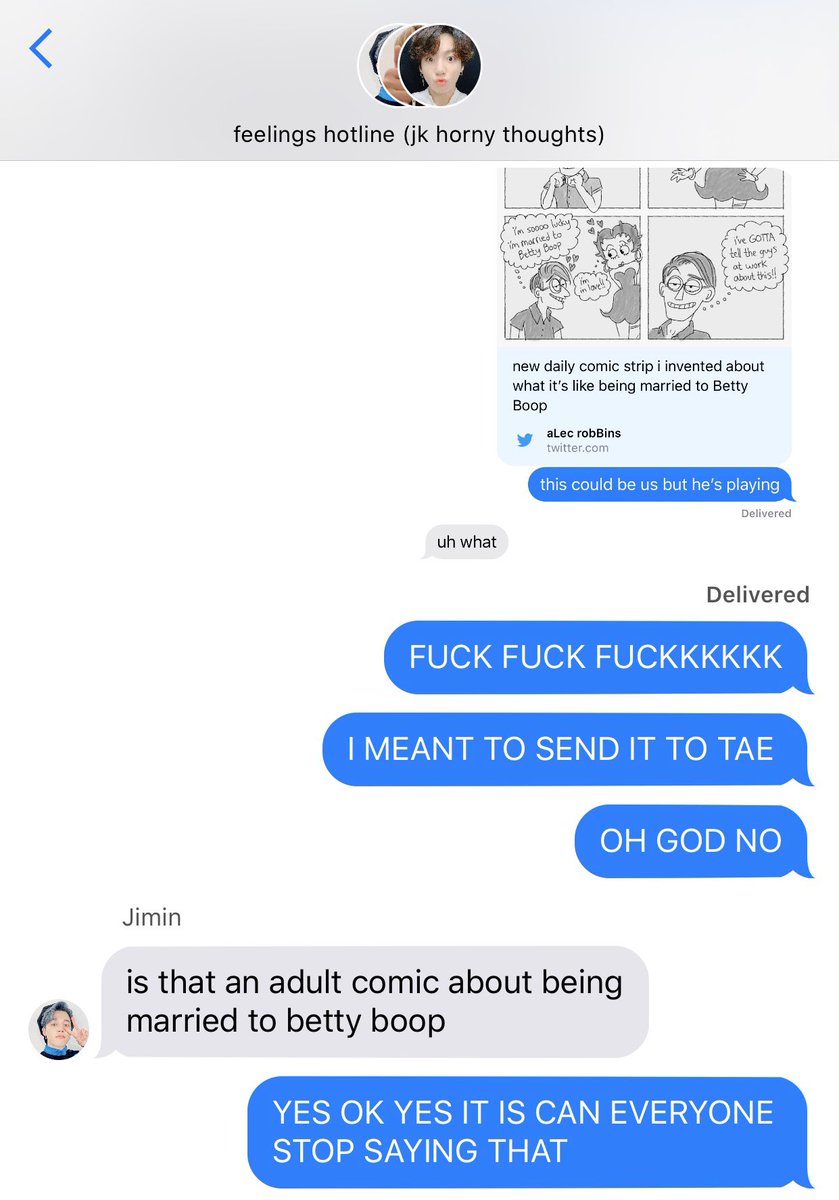 feelings hotline (jk horny thoughts)
i'm soooo lucky
i'm married to
Betty Boop
i'm
in love!!
i've GOTTA
tell the guys
at work
about this!!
new daily comic strip i invented about
what it's like being married to Betty
Boop
aLec robBins
twitter.com
this could be us but he's playing
Delivered
uh what
Delivered
FUCK FUCK FUCKKKKKK
I MEANT TO SEND IT TO TAE
OH GOD NO
Jimin
is that an adult comic about being
married to betty boop
YES OK YES IT IS CAN EVERYONE
STOP SAYING THAT